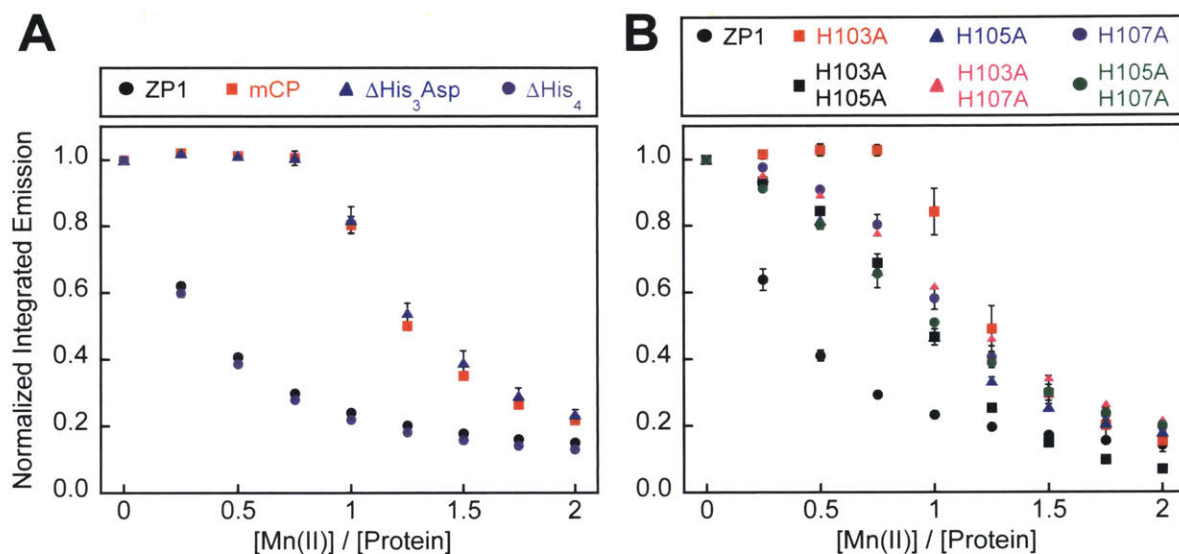 A
ZP1 mCP ΔHis₃Asp ΔHis₄
Normalized Integrated Emission
1.0
0.8
0.6
0.4
0.2
0.0
0 0.5 1 1.5 2
[Mn(II)] / [Protein]
B
ZP1 H103A H105A H107A
H103A H103A H105A
H105A H107A H107A
1.0
0.8
0.6
0.4
0.2
0.0
0 0.5 1 1.5 2
[Mn(II)] / [Protein]